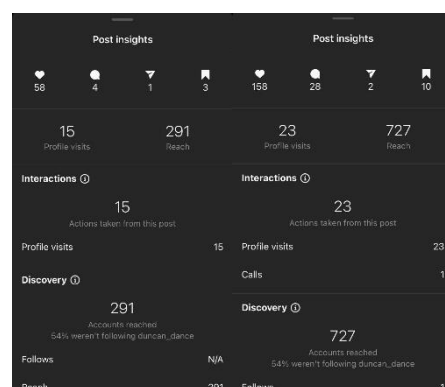 Post insights
58 4 1 3
15 291
Profile visits Reach
Interactions
15
Actions taken from this post
Profile visits 15
Discovery
291
Accounts reached
54% weren't following duncan_dance
Follows N/A
Reach 291
Post insights
158 28 2 10
23 727
Profile visits Reach
Interactions
23
Actions taken from this post
Profile visits 23
Calls 1
Discovery
727
Accounts reached
54% weren't following duncan_dance
Follows 1